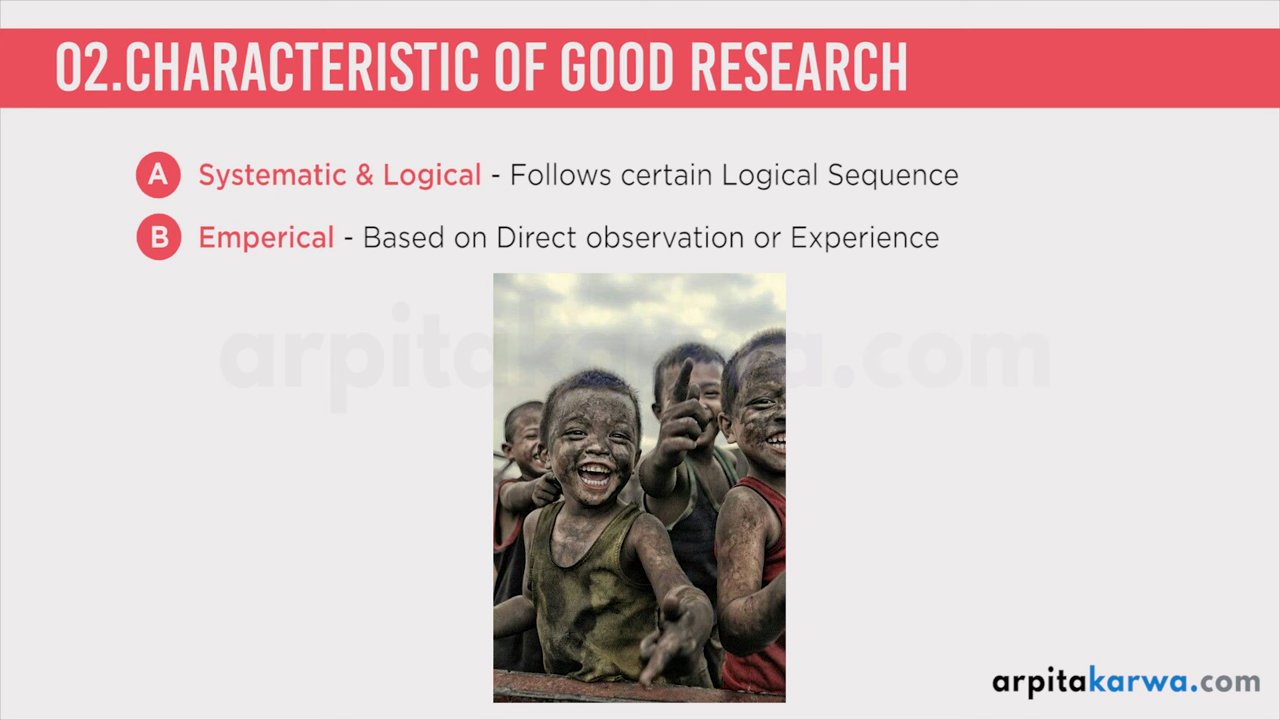 02.CHARACTERISTIC OF GOOD RESEARCH
A Systematic & Logical - Follows certain Logical Sequence
B Emperical - Based on Direct observation or Experience
arpitakarwa.com
arpitakarwa.com